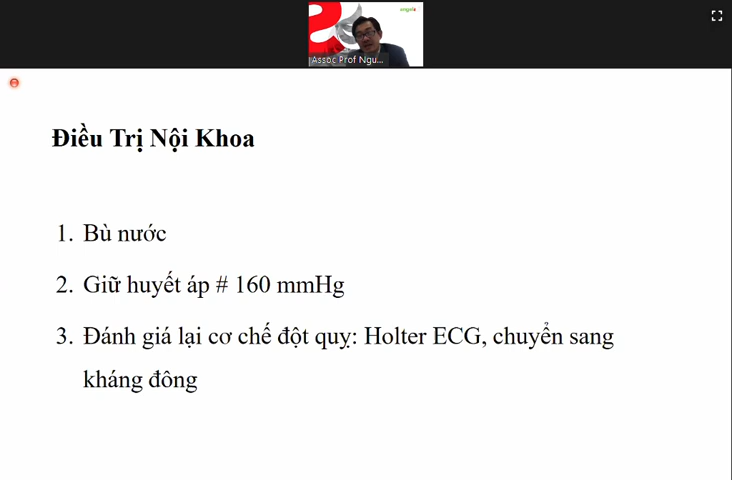 angels
Assoc Prof Ngu...
Điều Trị Nội Khoa
1. Bù nước
2. Giữ huyết áp # 160 mmHg
3. Đánh giá lại cơ chế đột quỵ: Holter ECG, chuyển sang
kháng đông